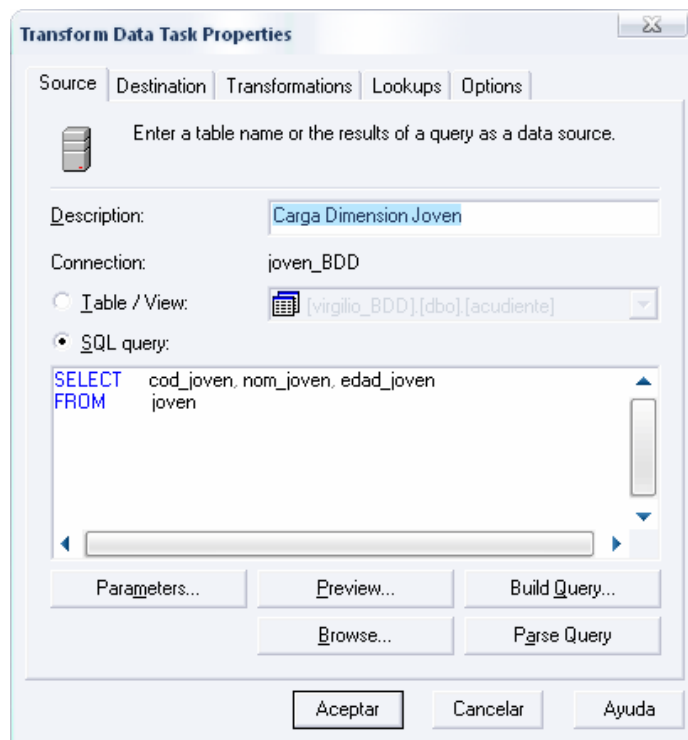 Transform Data Task Properties
Source Destination Transformations Lookups Options
Enter a table name or the results of a query as a data source.
Description: Carga Dimension Joven
Connection: joven_BDD
Table / View: [virgilio_BDD].[dbo].[acudiente]
SQL query:
SELECT cod_joven, nom_joven, edad_joven
FROM joven
Parameters... Preview... Build Query...
Browse... Parse Query
Aceptar Cancelar Ayuda